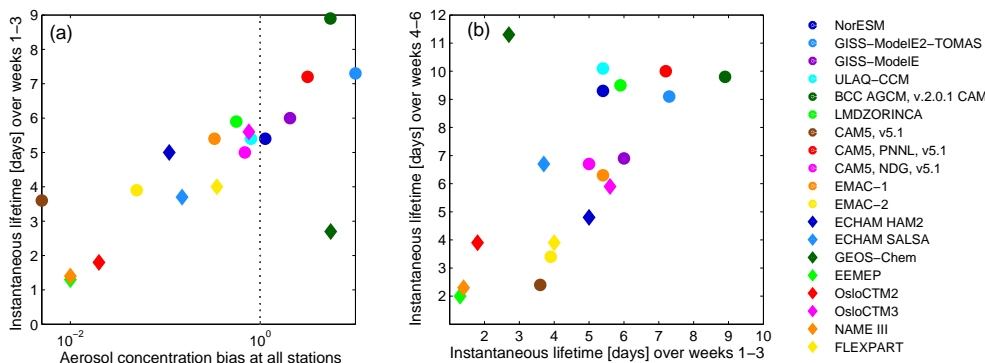 (a)
Instantaneous lifetime [days] over weeks 1−3
9
8
7
6
5
4
3
2
1
0
10−2
100
Aerosol concentration bias at all stations
(b)
Instantaneous lifetime [days] over weeks 4−6
12
11
10
9
8
7
6
5
4
3
2
2
3
4
5
6
7
8
9
10
Instantaneous lifetime [days] over weeks 1−3
NorESM
GISS−ModelE2−TOMAS
GISS−ModelE
ULAQ−CCM
BCC AGCM, v.2.0.1 CAM
LMDZORINCA
CAM5, v5.1
CAM5, PNNL, v5.1
CAM5, NDG, v5.1
EMAC−1
EMAC−2
ECHAM HAM2
ECHAM SALSA
GEOS−Chem
EEMEP
OsloCTM2
OsloCTM3
NAME III
FLEXPART